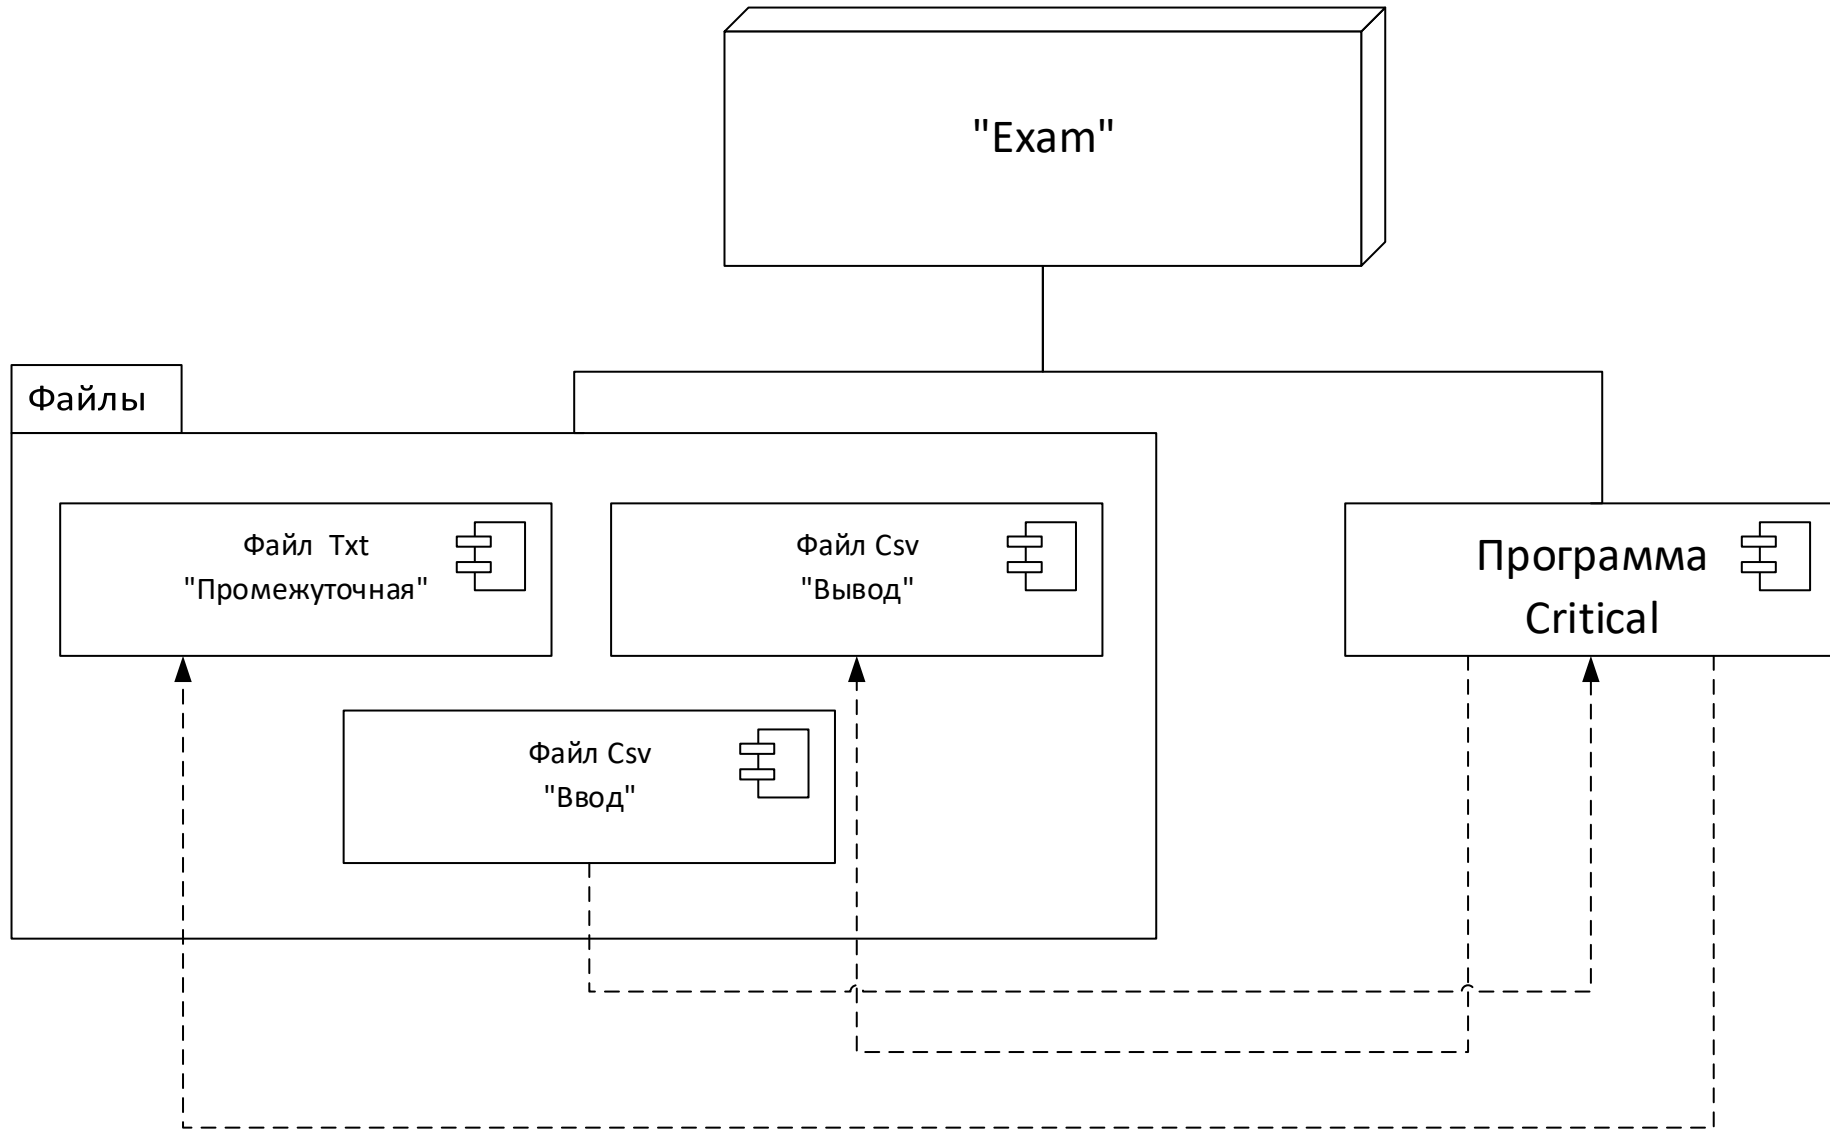 "Exam"
Файлы
Файл Txt
"Промежуточная"
Файл Csv
"Вывод"
Программа
Critical
Файл Csv
"Ввод"